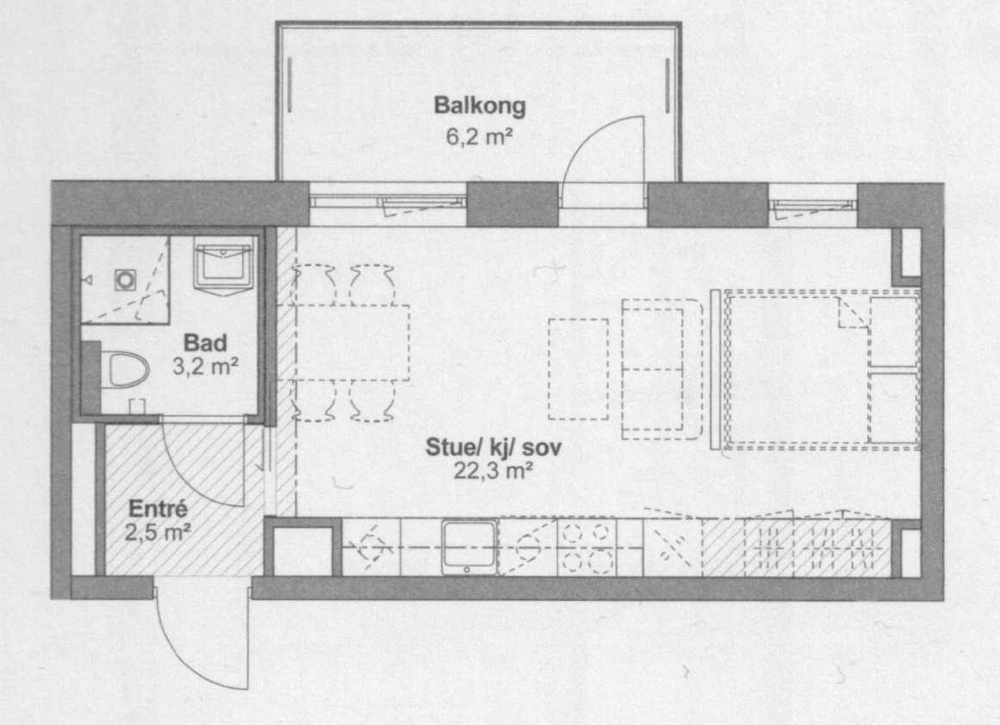 Balkong
6,2 m²
Bad
3,2 m²
Stue/ kj/ sov
22,3 m²
Entré
2,5 m²